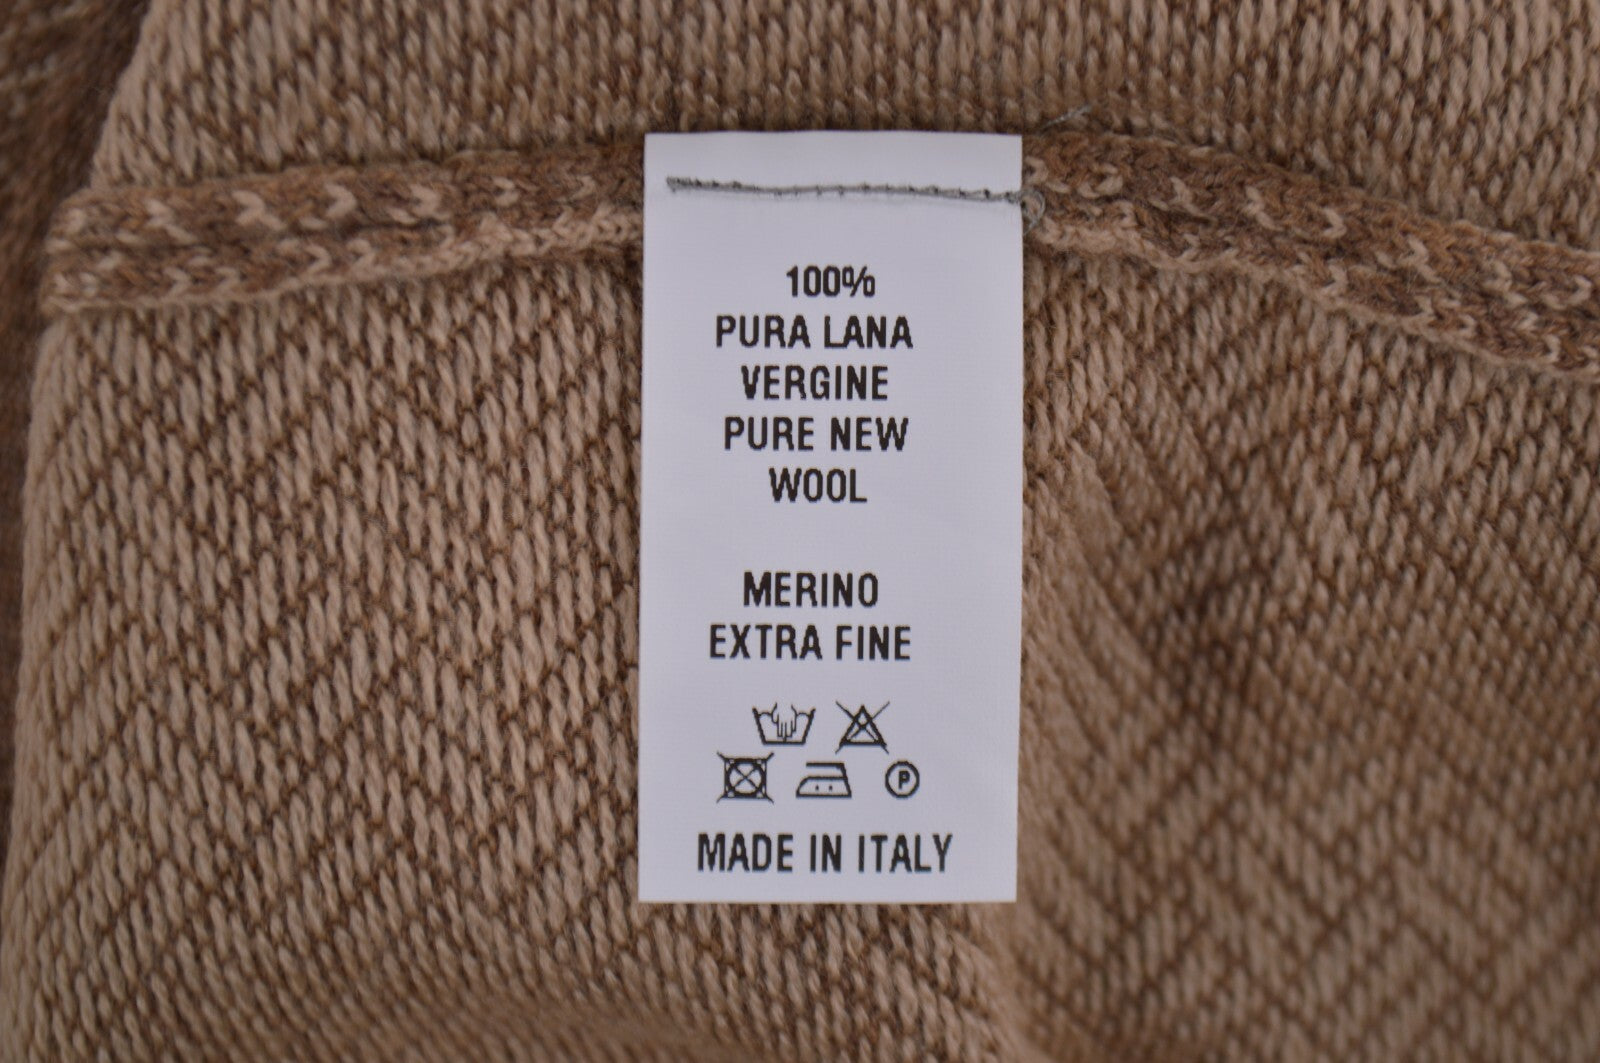 100%
PURA LANA
VERGINE
PURE NEW
WOOL
MERINO
EXTRA FINE
P
MADE IN ITALY